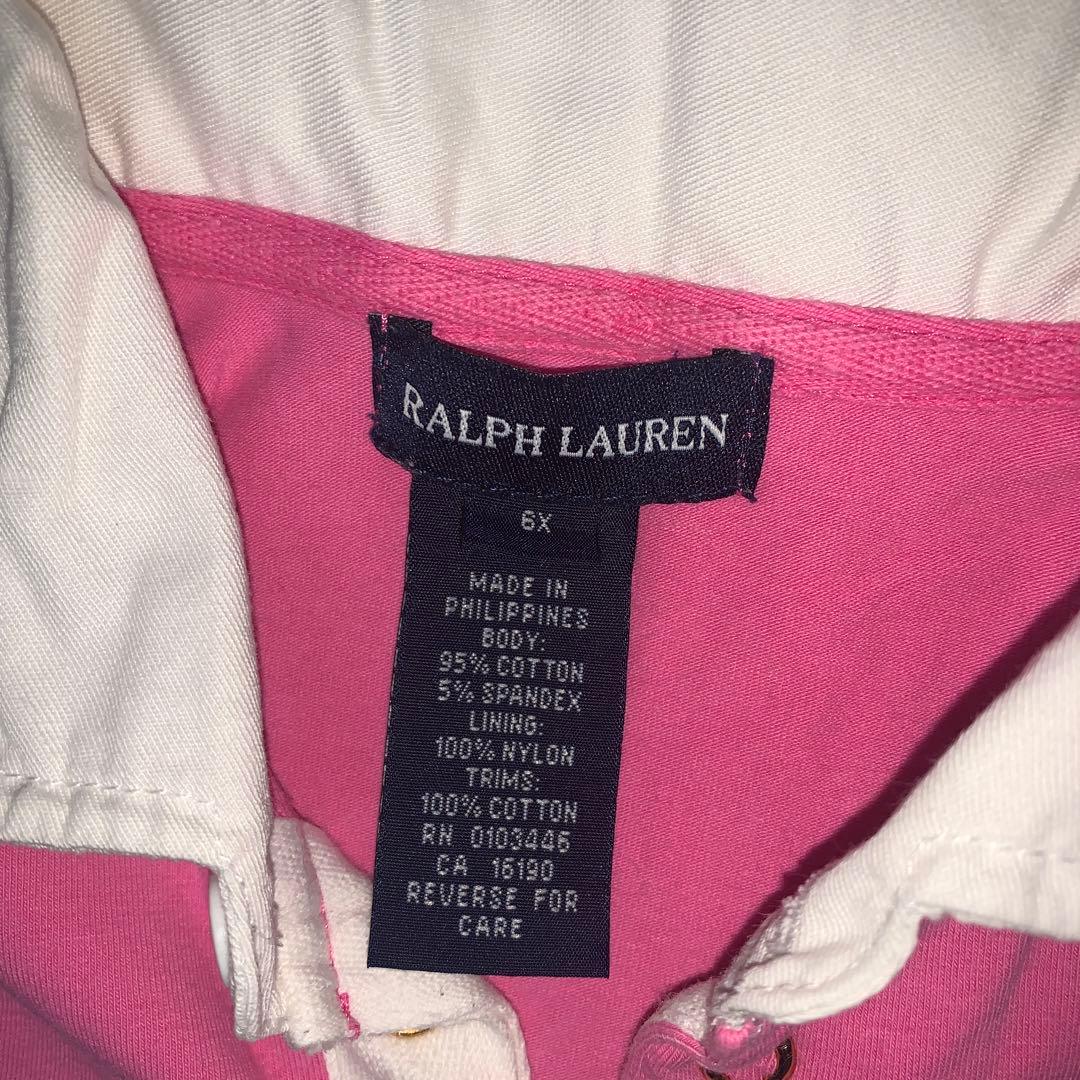 RALPH LAUREN
6X
MADE IN
PHILIPPINES
BODY:
95% COTTON
5% SPANDEX
LINING:
100% NYLON
TRIMS:
100% COTTON
RN 0103446
CA 16190
REVERSE FOR
CARE